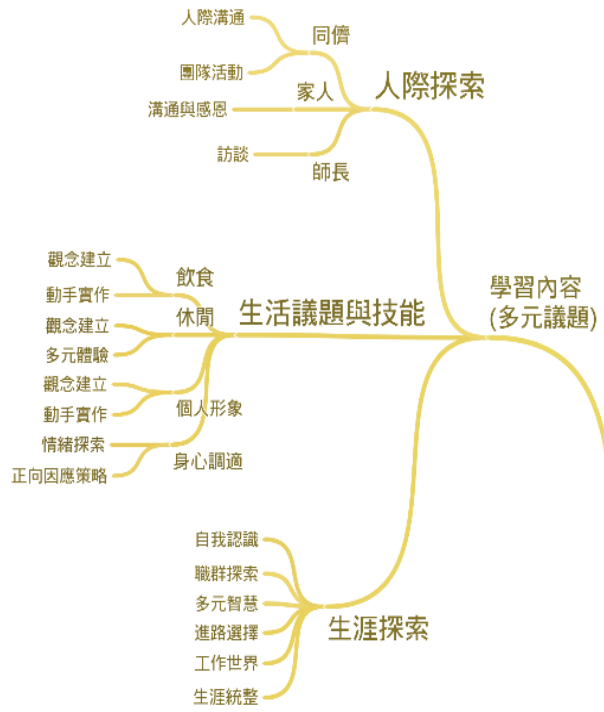 人際溝通
同儕
團隊活動
人際探索
家人
溝通與感恩
訪談
師長
觀念建立
飲食
動手實作
學習內容
(多元議題)
休閒
生活議題與技能
觀念建立
多元體驗
觀念建立
個人形象
動手實作
情緒探索
身心調適
正向因應策略
自我認識
職群探索
多元智慧
進路選擇
生涯探索
工作世界
生涯統整